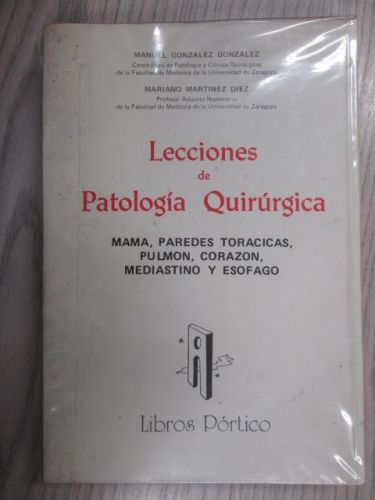 MANUEL GONZALEZ GONZALEZ
Catedrático de Patología y Clínica Quirúrgicas
de la Facultad de Medicina de la Universidad de Zaragoza
MARIANO MARTINEZ DIEZ
Profesor Adjunto Numerario
de la Facultad de Medicina de la Universidad de Zaragoza
Lecciones
de
Patología Quirúrgica
MAMA, PAREDES TORACICAS,
PULMON, CORAZON,
MEDIASTINO Y ESOFAGO
Libros Pórtico